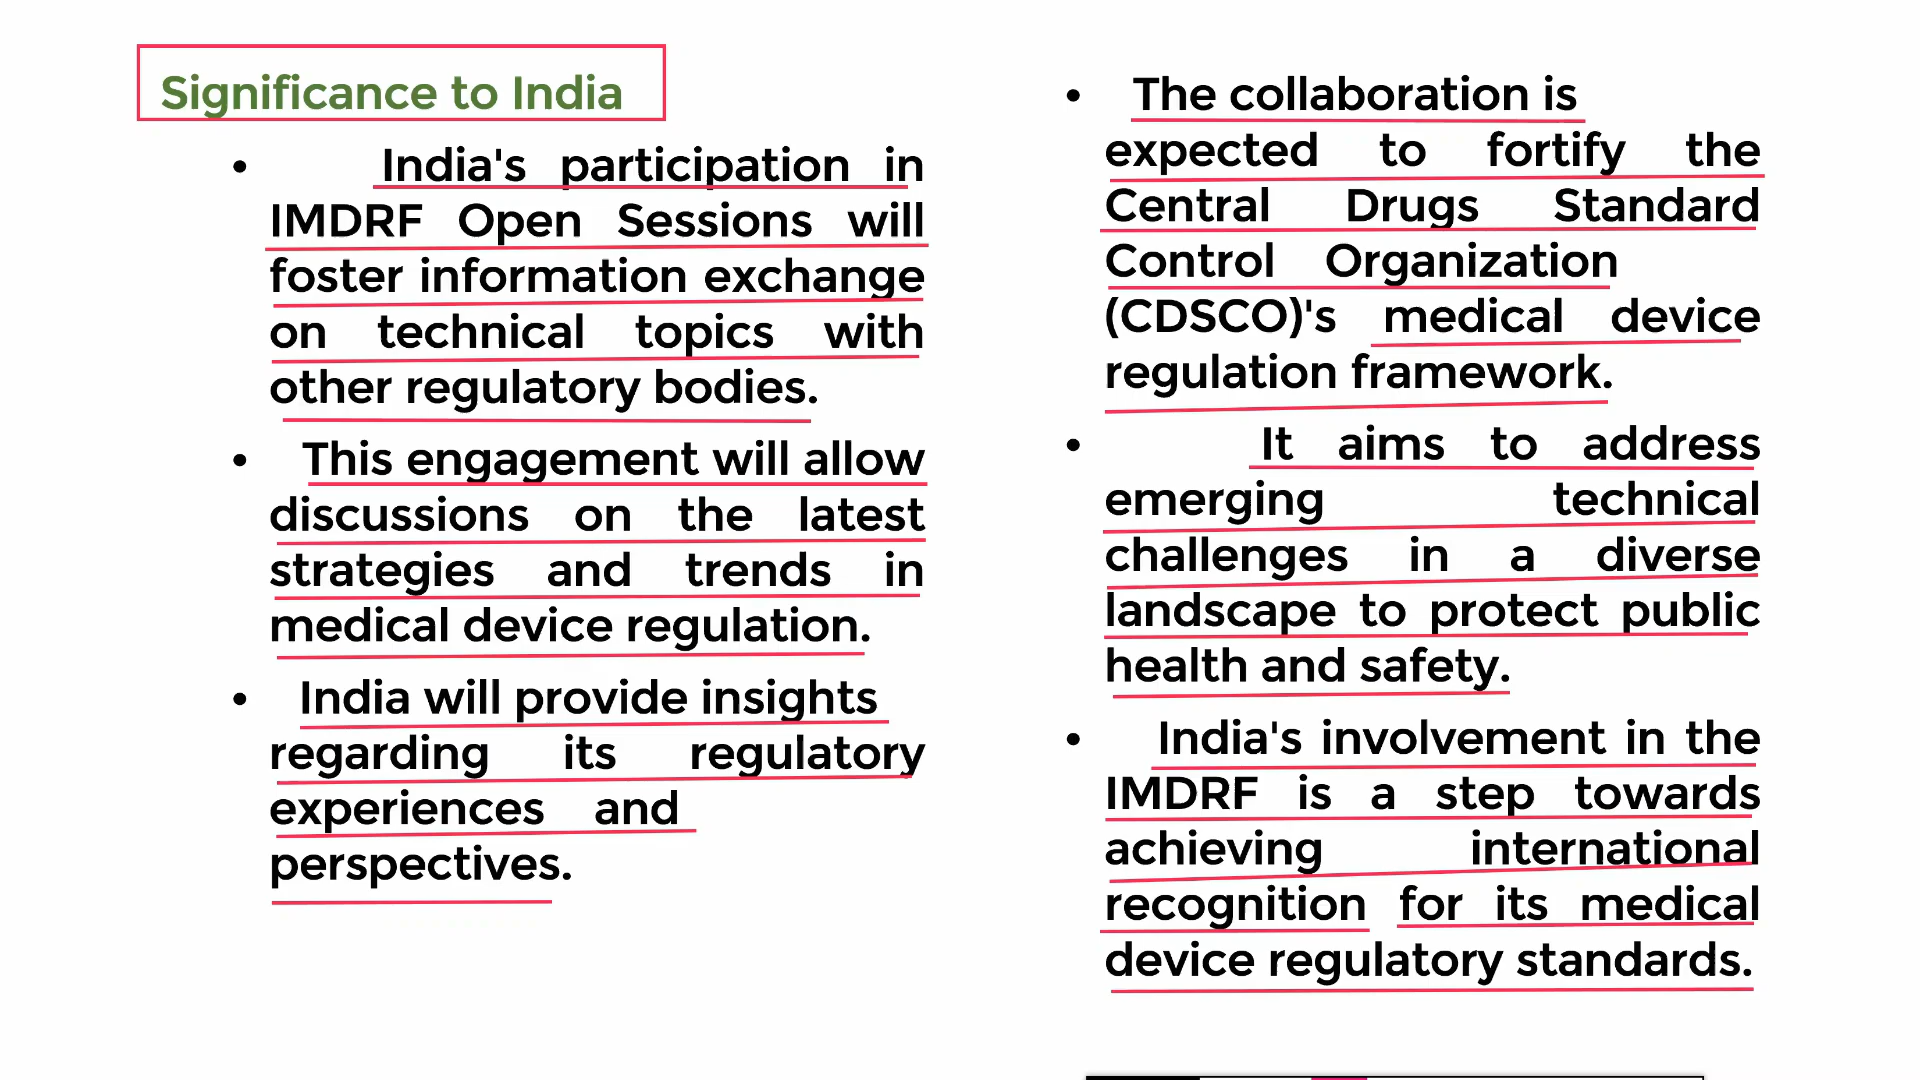 Significance to India
• India's participation in
IMDRF Open Sessions will
foster information exchange
on technical topics with
other regulatory bodies.
• This engagement will allow
discussions on the latest
strategies and trends in
medical device regulation.
• India will provide insights
regarding its regulatory
experiences and
perspectives.
• The collaboration is
expected to fortify the
Central Drugs Standard
Control Organization
(CDSCO)'s medical device
regulation framework.
• It aims to address
emerging technical
challenges in a diverse
landscape to protect public
health and safety.
• India's involvement in the
IMDRF is a step towards
achieving international
recognition for its medical
device regulatory standards.